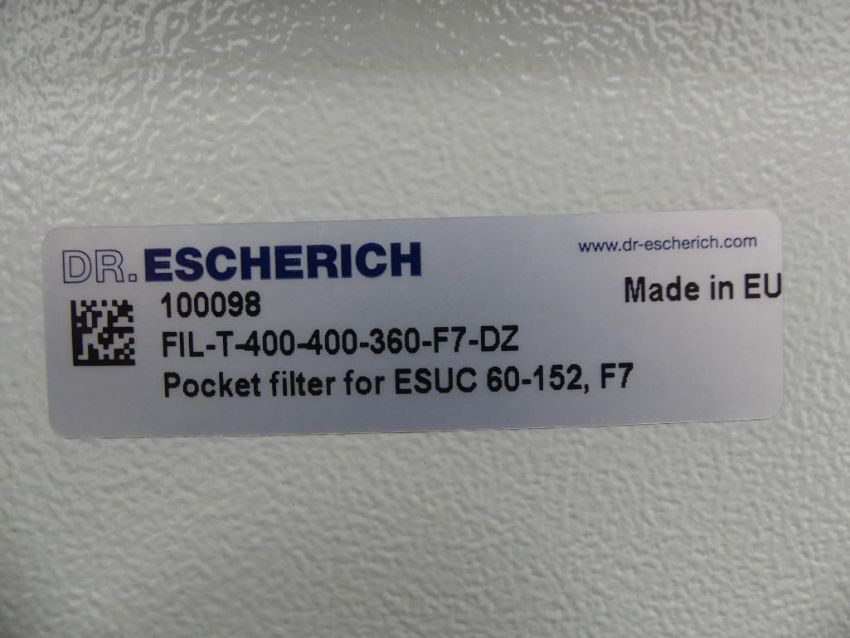 DR. ESCHERICH
www.dr-escherich.com
100098
Made in EU
FIL-T-400-400-360-F7-DZ
Pocket filter for ESUC 60-152, F7